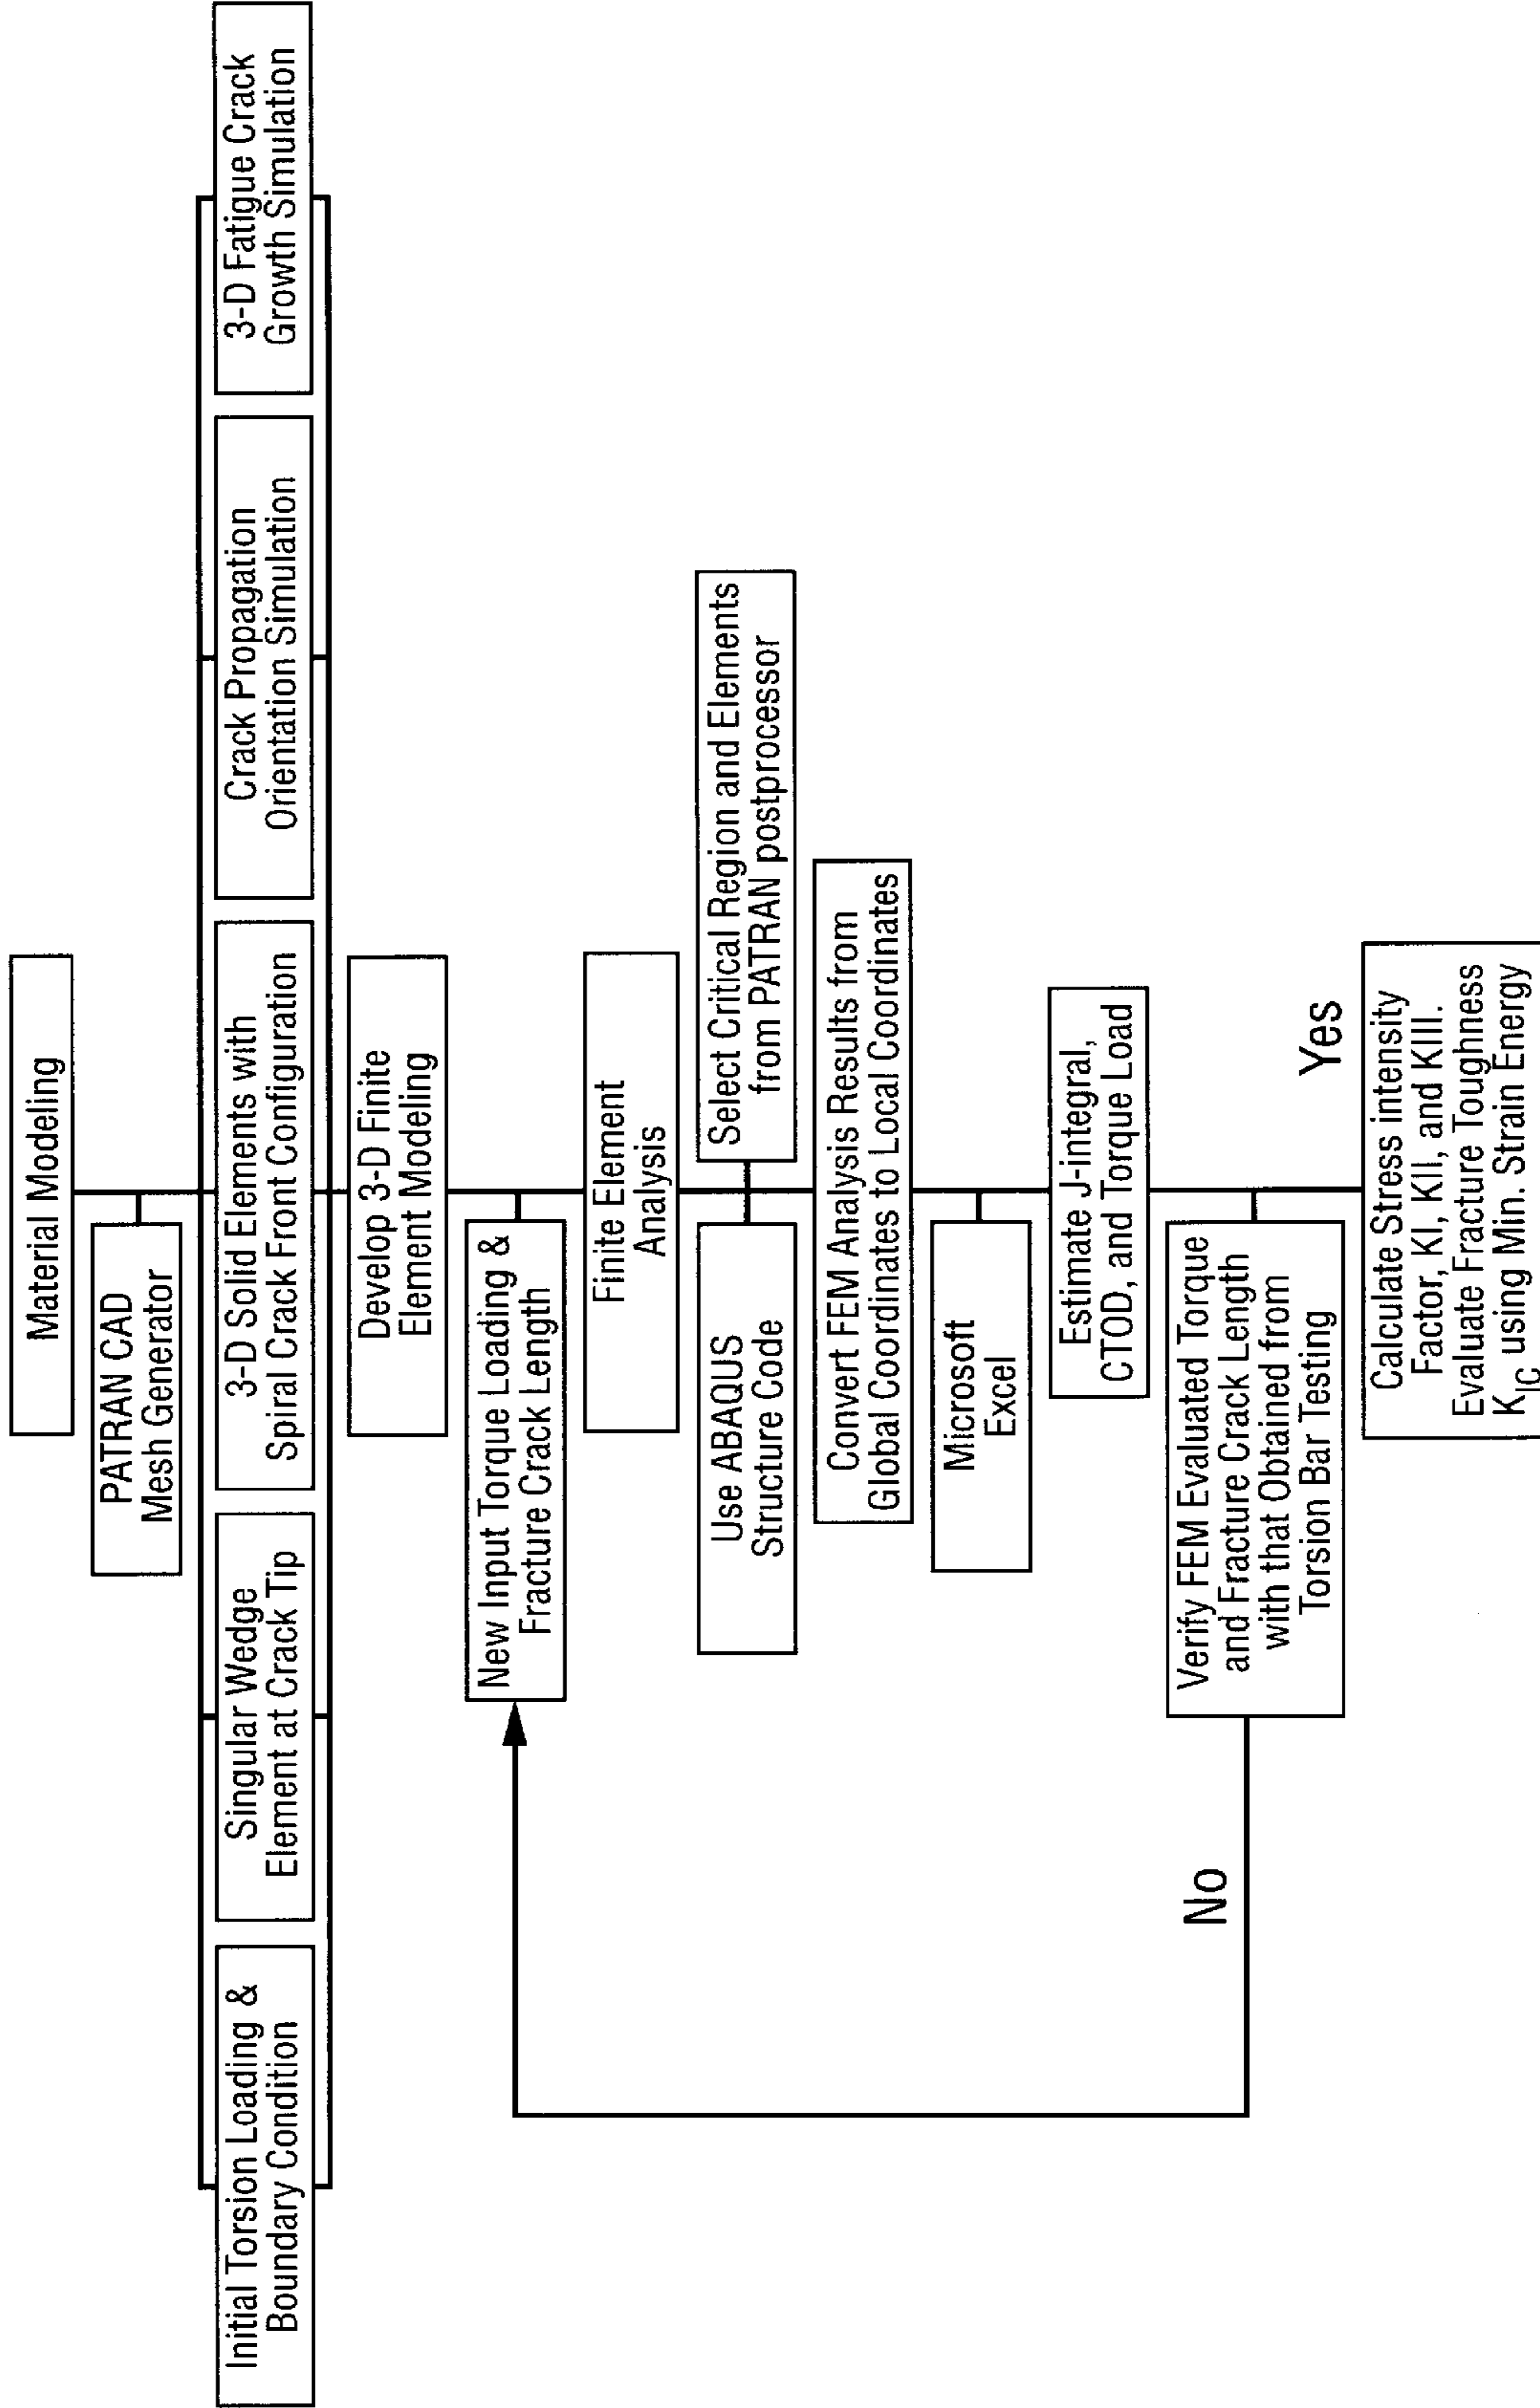 Material Modeling
PATRAN CAD
Mesh Generator
Initial Torsion Loading &
Boundary Condition
Singular Wedge
Element at Crack Tip
3-D Solid Elements with
Spiral Crack Front Configuration
Crack Propagation
Orientation Simulation
3-D Fatigue Crack
Growth Simulation
Develop 3-D Finite
Element Modeling
New Input Torque Loading &
Fracture Crack Length
Finite Element
Analysis
Use ABAQUS
Structure Code
Select Critical Region and Elements
from PATRAN postprocessor
Convert FEM Analysis Results from
Global Coordinates to Local Coordinates
Microsoft
Excel
Estimate J-integral,
CTOD, and Torque Load
Verify FEM Evaluated Torque
and Fracture Crack Length
with that Obtained from
Torsion Bar Testing
No
Yes
Calculate Stress intensity
Factor, KI, KII, and KIII.
Evaluate Fracture Toughness
KIC using Min. Strain Energy